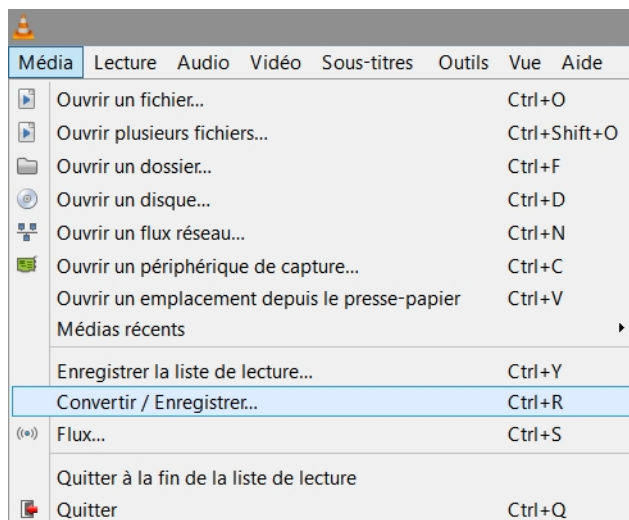 Média Lecture Audio Vidéo Sous-titres Outils Vue Aide
Ouvrir un fichier... Ctrl+O
Ouvrir plusieurs fichiers... Ctrl+Shift+O
Ouvrir un dossier... Ctrl+F
Ouvrir un disque... Ctrl+D
Ouvrir un flux réseau... Ctrl+N
Ouvrir un périphérique de capture... Ctrl+C
Ouvrir un emplacement depuis le presse-papier Ctrl+V
Médias récents
Enregistrer la liste de lecture... Ctrl+Y
Convertir / Enregistrer... Ctrl+R
Flux... Ctrl+S
Quitter à la fin de la liste de lecture
Quitter Ctrl+Q